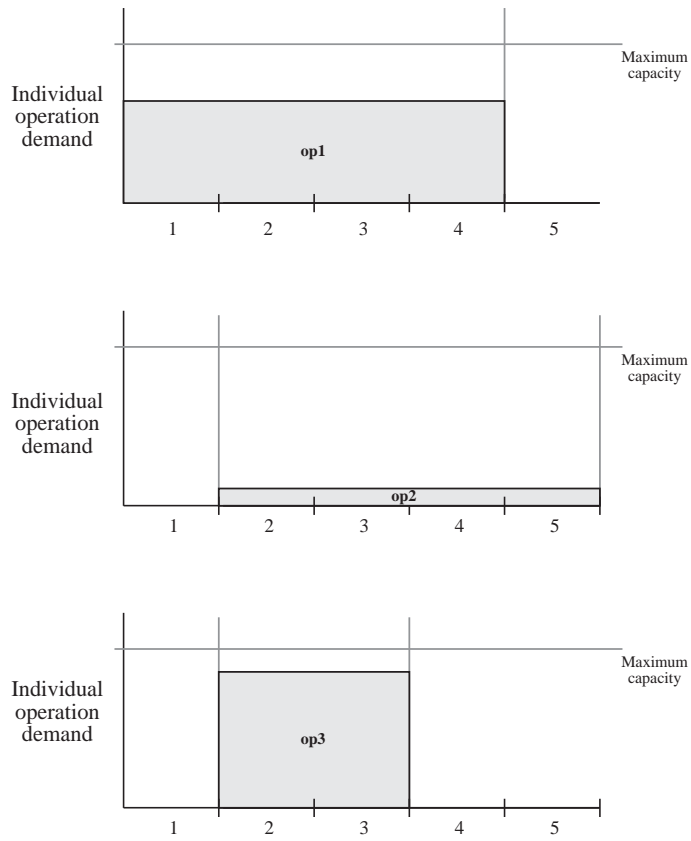 Maximum
capacity
Individual
operation
demand
op1
1 2 3 4 5
Maximum
capacity
Individual
operation
demand
op2
1 2 3 4 5
Maximum
capacity
Individual
operation
demand
op3
1 2 3 4 5